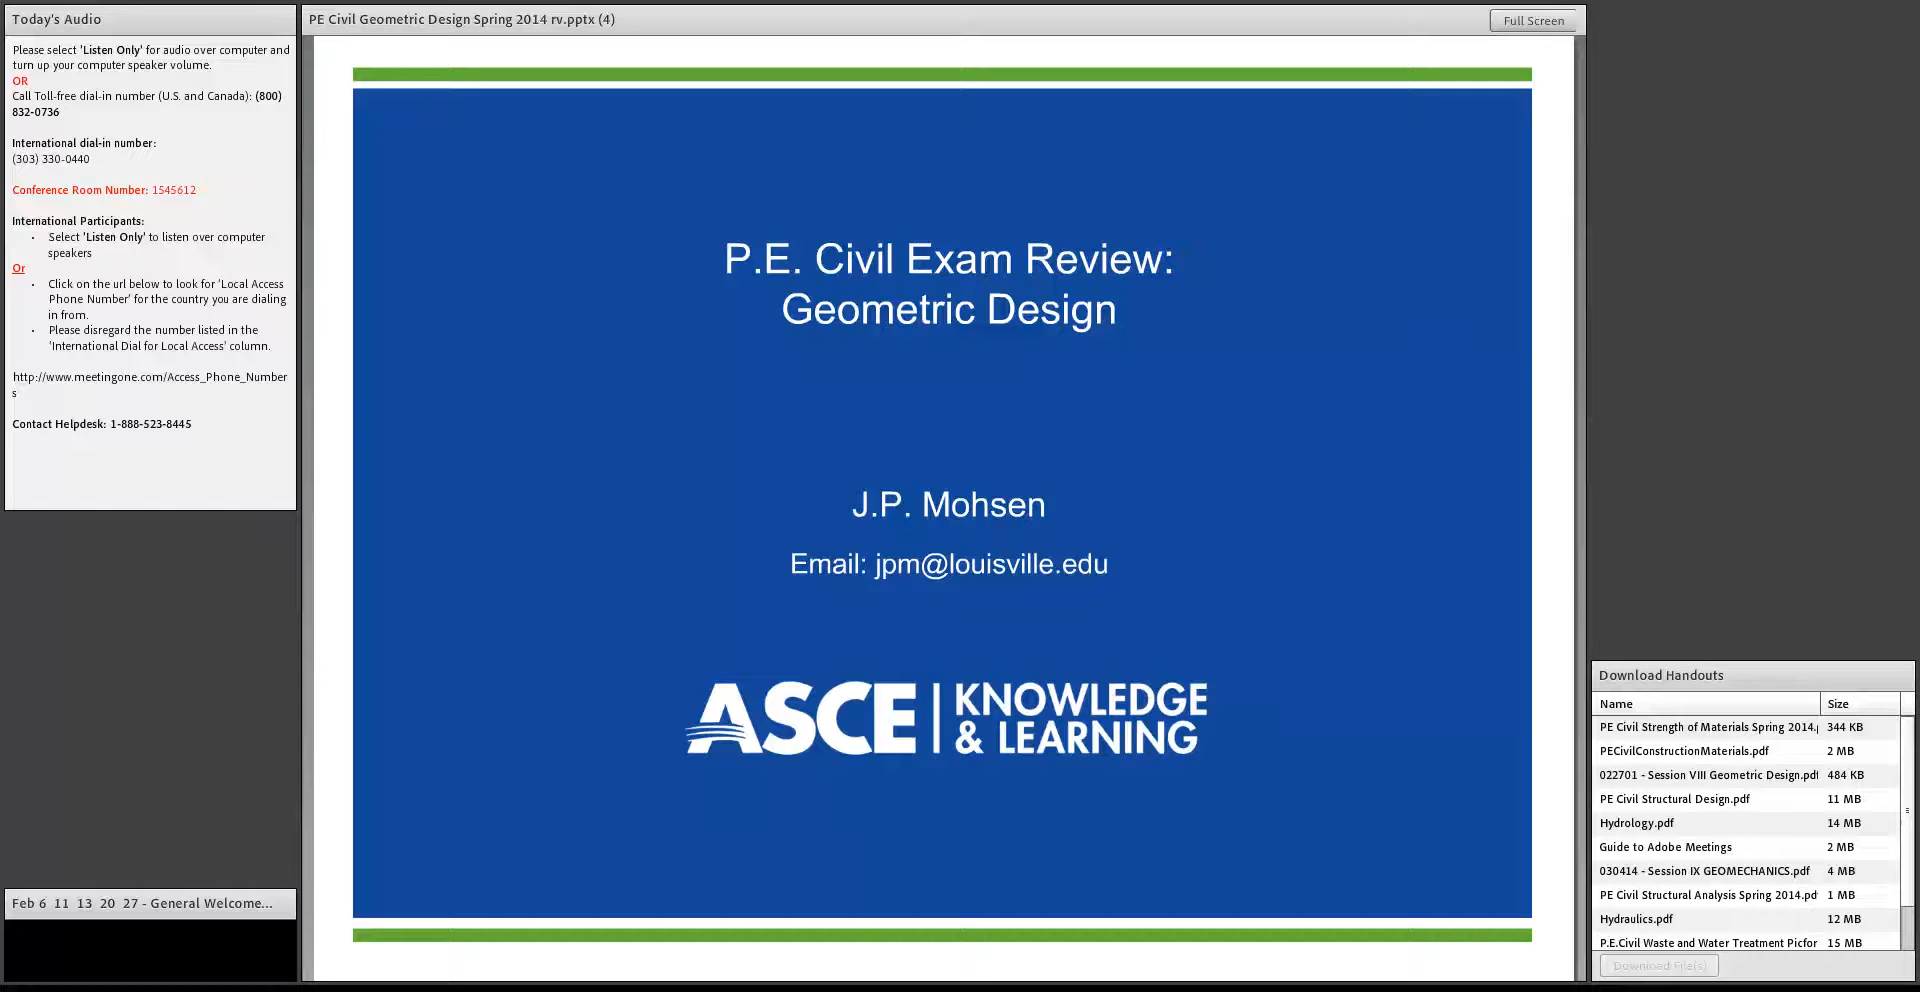 Today's Audio
Please select 'Listen Only' for audio over computer and
turn up your computer speaker volume.
OR
Call Toll-free dial-in number (U.S. and Canada): (800)
832-0736
International dial-in number:
(303) 330-0440
Conference Room Number: 1545612
International Participants:
• Select 'Listen Only' to listen over computer
speakers
Or
• Click on the url below to look for 'Local Access
Phone Number' for the country you are dialing
in from.
• Please disregard the number listed in the
'International Dial for Local Access' column.
http://www.meetingone.com/Access_Phone_Number
s
Contact Helpdesk: 1-888-523-8445
Feb 6 11 13 20 27 - General Welcome...
PE Civil Geometric Design Spring 2014 rv.pptx (4)
Full Screen
P.E. Civil Exam Review:
Geometric Design
J.P. Mohsen
Email: jpm@louisville.edu
ASCE | KNOWLEDGE
& LEARNING
Download Handouts
Name Size
PE Civil Strength of Materials Spring 2014.p 344 KB
PECivilConstructionMaterials.pdf 2 MB
022701 - Session VIII Geometric Design.pdf 484 KB
PE Civil Structural Design.pdf 11 MB
Hydrology.pdf 14 MB
Guide to Adobe Meetings 2 MB
030414 - Session IX GEOMECHANICS.pdf 4 MB
PE Civil Structural Analysis Spring 2014.pd 1 MB
Hydraulics.pdf 12 MB
P.E.Civil Waste and Water Treatment Picfor 15 MB
Download File(s)